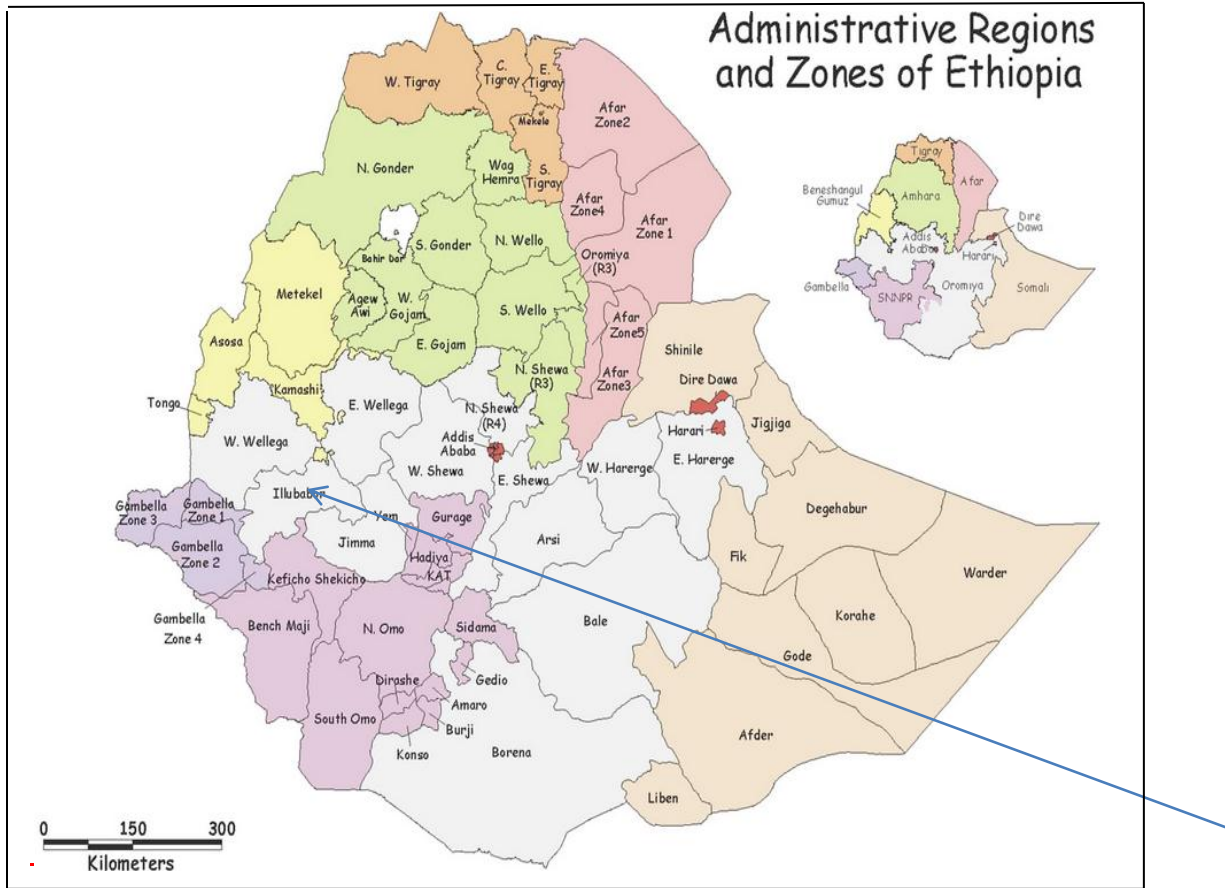 Administrative Regions
and Zones of Ethiopia
W. Tigray
C.
Tigray
E.
Tigray
Mekele
S.
Tigray
Afar
Zone2
N. Gonder
Wag
Hemra
Afar
Zone4
Afar
Zone 1
S. Gonder
N. Wello
Oromiya
(R3)
Bahir Dar
Metekel
Agew
Awi
W.
Gojam
S. Wello
Afar
Zone5
E. Gojam
Asosa
N. Shewa
(R3)
Afar
Zone3
Shinile
Dire Dawa
Kamashi
Tongo
E. Wellega
N. Shewa
(R4)
Addis
Ababa
Harari
Jigjiga
W. Wellega
W. Shewa
E. Shewa
W. Harerge
E. Harerge
Illubabor
Gambella
Zone 3
Gambella
Zone 1
Yem
Gurage
Degehabur
Gambella
Zone 2
Jimma
Hadiya
KAT
Arsi
Fik
Warder
Keficho Shekicho
Gambella
Zone 4
Bench Maji
N. Omo
Sidama
Bale
Korahe
Gode
Gedio
Dirashe
Amaro
Burji
South Omo
Konso
Borena
Afder
Liben
0 150 300
Kilometers
Tigray
Afar
Amhara
Beneshangul
Gumuz
Dire
Dawa
Addis
Ababa
Harari
Gambella
SNNPR
Oromiya
Somali